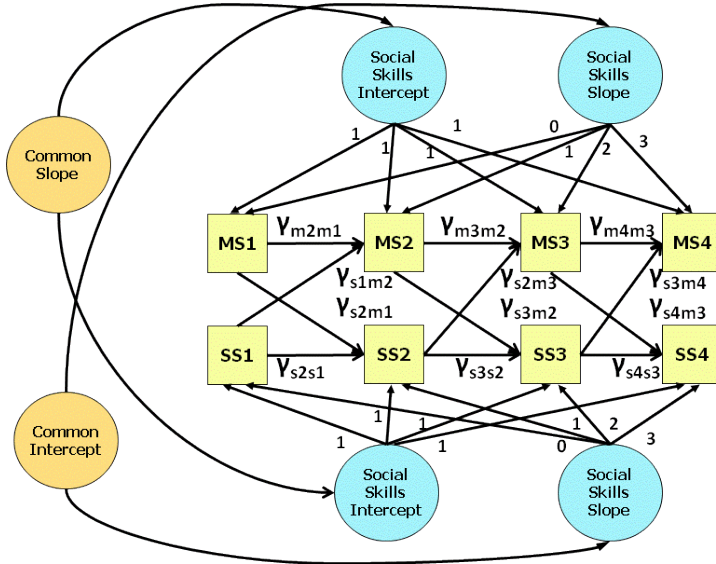 Social
Skills
Intercept
Social
Skills
Slope
Common
Slope
1
1
1
1
0
1
2
3
MS1
γm2m1
MS2
γm3m2
MS3
γm4m3
MS4
γs1m2
γs2m3
γs3m4
γs2m1
γs3m2
γs4m3
SS1
γs2s1
SS2
γs3s2
SS3
γs4s3
SS4
Common
Intercept
1
1
1
1
0
1
2
3
Social
Skills
Intercept
Social
Skills
Slope